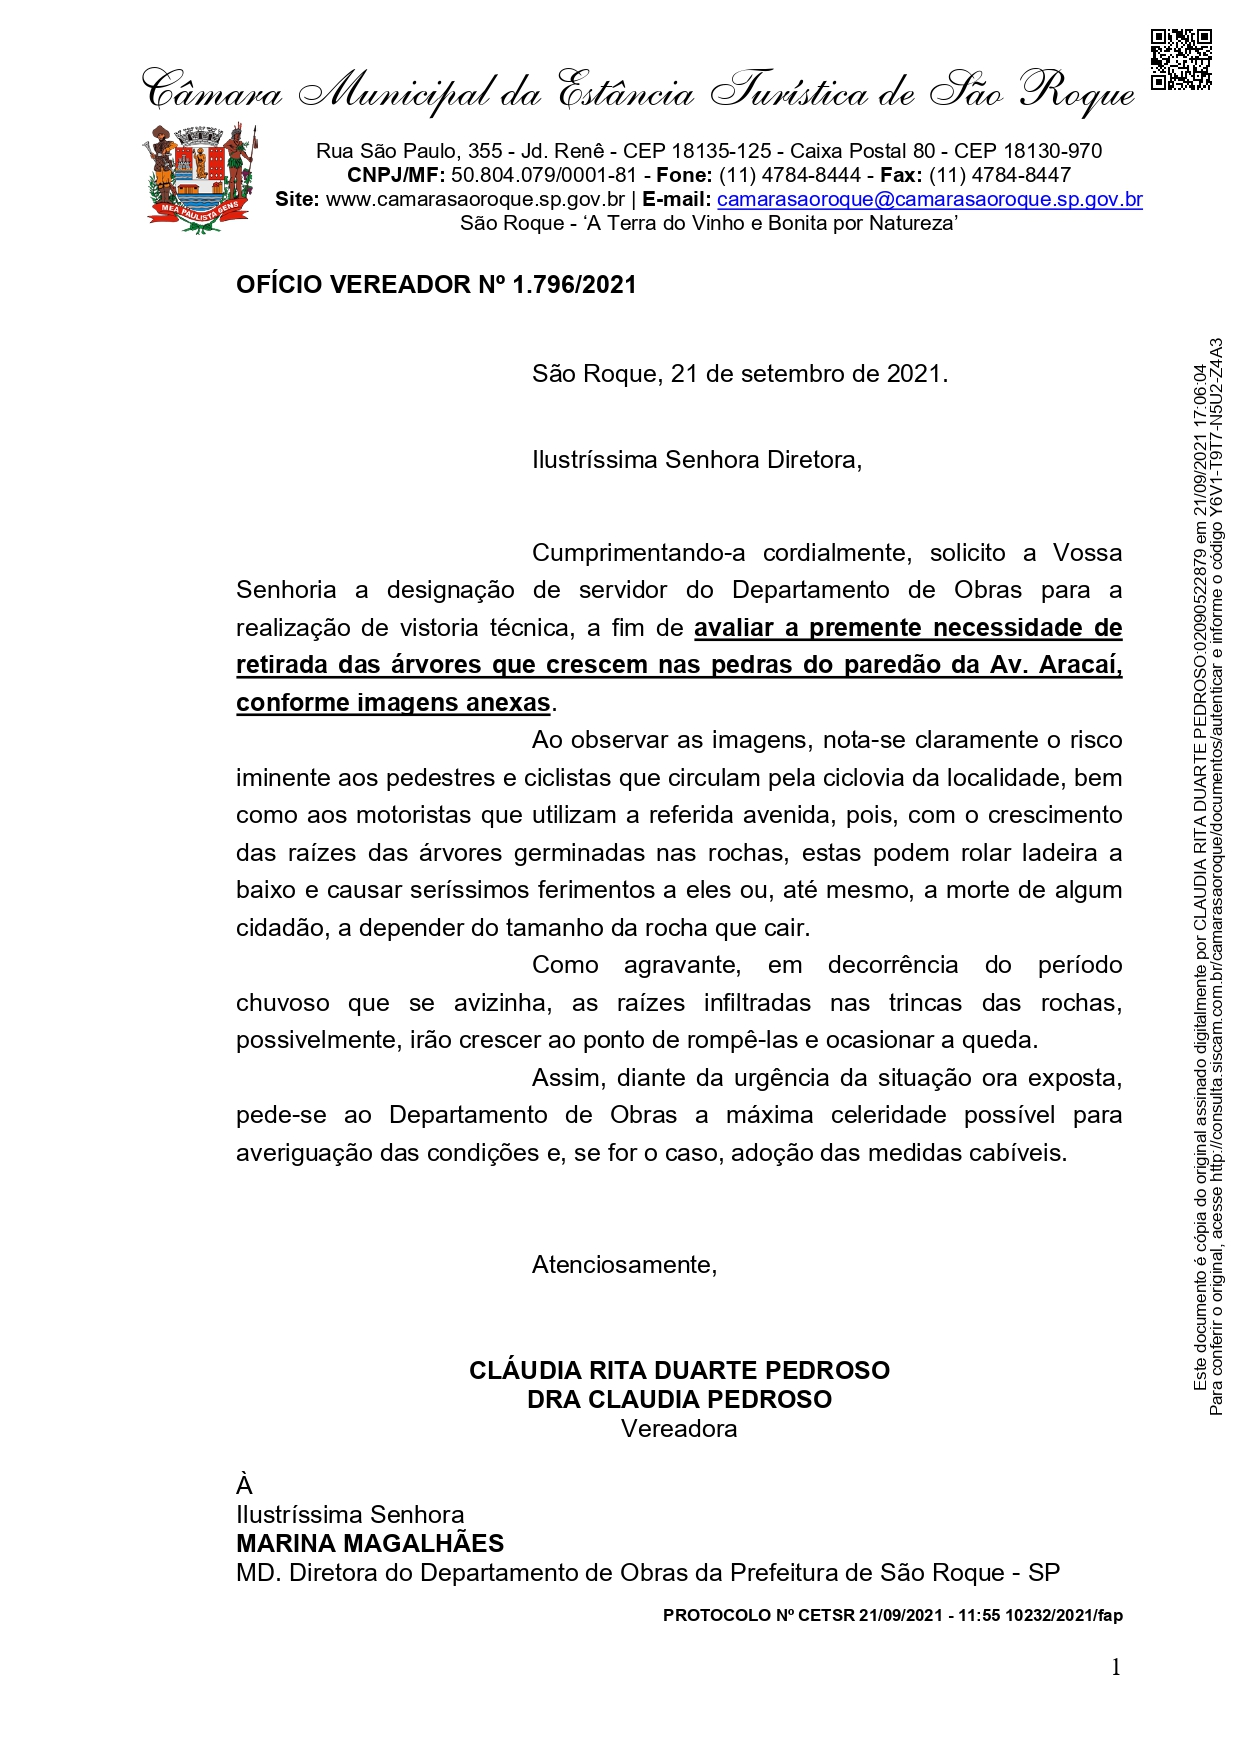 Câmara Municipal da Estância Turística de São Roque
Rua São Paulo, 355 - Jd. Renê - CEP 18135-125 - Caixa Postal 80 - CEP 18130-970
CNPJ/MF: 50.804.079/0001-81 - Fone: (11) 4784-8444 - Fax: (11) 4784-8447
Site: www.camarasaoroque.sp.gov.br | E-mail: camarasaoroque@camarasaoroque.sp.gov.br
São Roque - ‘A Terra do Vinho e Bonita por Natureza’
MEA PAULISTA GENS
OFÍCIO VEREADOR Nº 1.796/2021
São Roque, 21 de setembro de 2021.
Ilustríssima Senhora Diretora,
Cumprimentando-a cordialmente, solicito a Vossa
Senhoria a designação de servidor do Departamento de Obras para a
realização de vistoria técnica, a fim de avaliar a premente necessidade de
retirada das árvores que crescem nas pedras do paredão da Av. Aracaí,
conforme imagens anexas.
Ao observar as imagens, nota-se claramente o risco
iminente aos pedestres e ciclistas que circulam pela ciclovia da localidade, bem
como aos motoristas que utilizam a referida avenida, pois, com o crescimento
das raízes das árvores germinadas nas rochas, estas podem rolar ladeira a
baixo e causar seríssimos ferimentos a eles ou, até mesmo, a morte de algum
cidadão, a depender do tamanho da rocha que cair.
Como agravante, em decorrência do período
chuvoso que se avizinha, as raízes infiltradas nas trincas das rochas,
possivelmente, irão crescer ao ponto de rompê-las e ocasionar a queda.
Assim, diante da urgência da situação ora exposta,
pede-se ao Departamento de Obras a máxima celeridade possível para
averiguação das condições e, se for o caso, adoção das medidas cabíveis.
Atenciosamente,
CLÁUDIA RITA DUARTE PEDROSO
DRA CLAUDIA PEDROSO
Vereadora
À
Ilustríssima Senhora
MARINA MAGALHÃES
MD. Diretora do Departamento de Obras da Prefeitura de São Roque - SP
PROTOCOLO Nº CETSR 21/09/2021 - 11:55 10232/2021/fap
1
Este documento é cópia do original assinado digitalmente por CLAUDIA RITA DUARTE PEDROSO:02090522879 em 21/09/2021 17:06:04
Para conferir o original, acesse http://consulta.siscam.com.br/camarasaoroque/documentos/autenticar e informe o código Y6V1-T9T7-N5U2-Z4A3